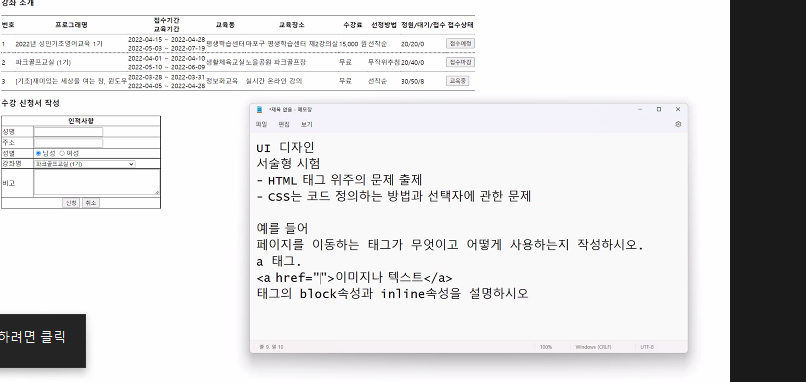 강좌 소개
번호 프로그래명 접수기간 교육기간 교육동 교육장소 수강료 선정방법 정원/대기/접수 접수상태
1 2022년 성인기초영어교육 1기 2022-04-15 ~ 2022-04-28 2022-05-03 ~ 2022-07-19 평생학습센터 마포구 평생학습센터 제2강의실 15,000 원 선착순 20/20/0 접수예정
2 파크골프교실 (1기) 2022-04-01 ~ 2022-04-10 2022-05-10 ~ 2022-06-09 생활체육교실 노을공원 파크골프장 무료 무작위추첨 20/40/0 접수마감
3 [기초]재미있는 세상을 여는 창, 윈도우 2022-03-28 ~ 2022-03-31 2022-04-05 ~ 2022-04-28 정보화교육 실시간 온라인 강의 무료 선착순 30/50/8 교육중
수강 신청서 작성
인적사항
성명
주소
성별 남성 여성
강좌명 파크골프교실 (1기)
비고
신청 취소
*제목 없음 - 메모장
파일 편집 보기
UI 디자인
서술형 시험
- HTML 태그 위주의 문제 출제
- CSS는 코드 정의하는 방법과 선택자에 관한 문제
예를 들어
페이지를 이동하는 태그가 무엇이고 어떻게 사용하는지 작성하시오.
a 태그.
<a href="">이미지나 텍스트</a>
태그의 block속성과 inline속성을 설명하시오
100% Windows (CRLF) UTF-8
하려면 클릭